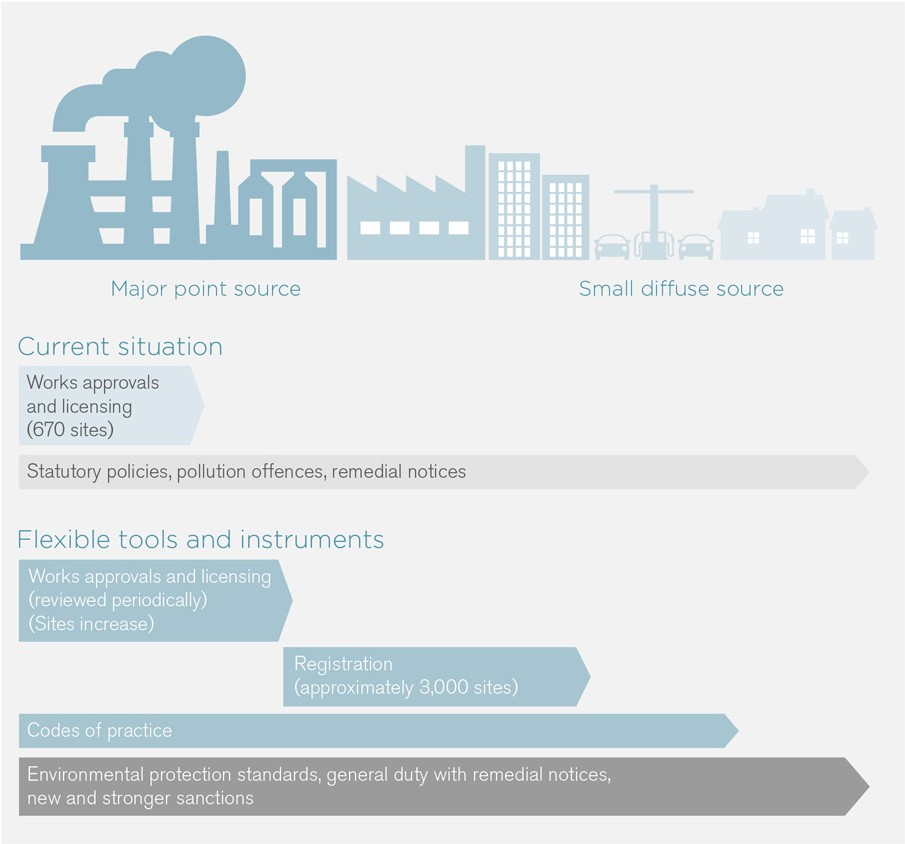 Major point source
Small diffuse source
Current situation
Works approvals
and licensing
(670 sites)
Statutory policies, pollution offences, remedial notices
Flexible tools and instruments
Works approvals and licensing
(reviewed periodically)
(Sites increase)
Registration
(approximately 3,000 sites)
Codes of practice
Environmental protection standards, general duty with remedial notices,
new and stronger sanctions